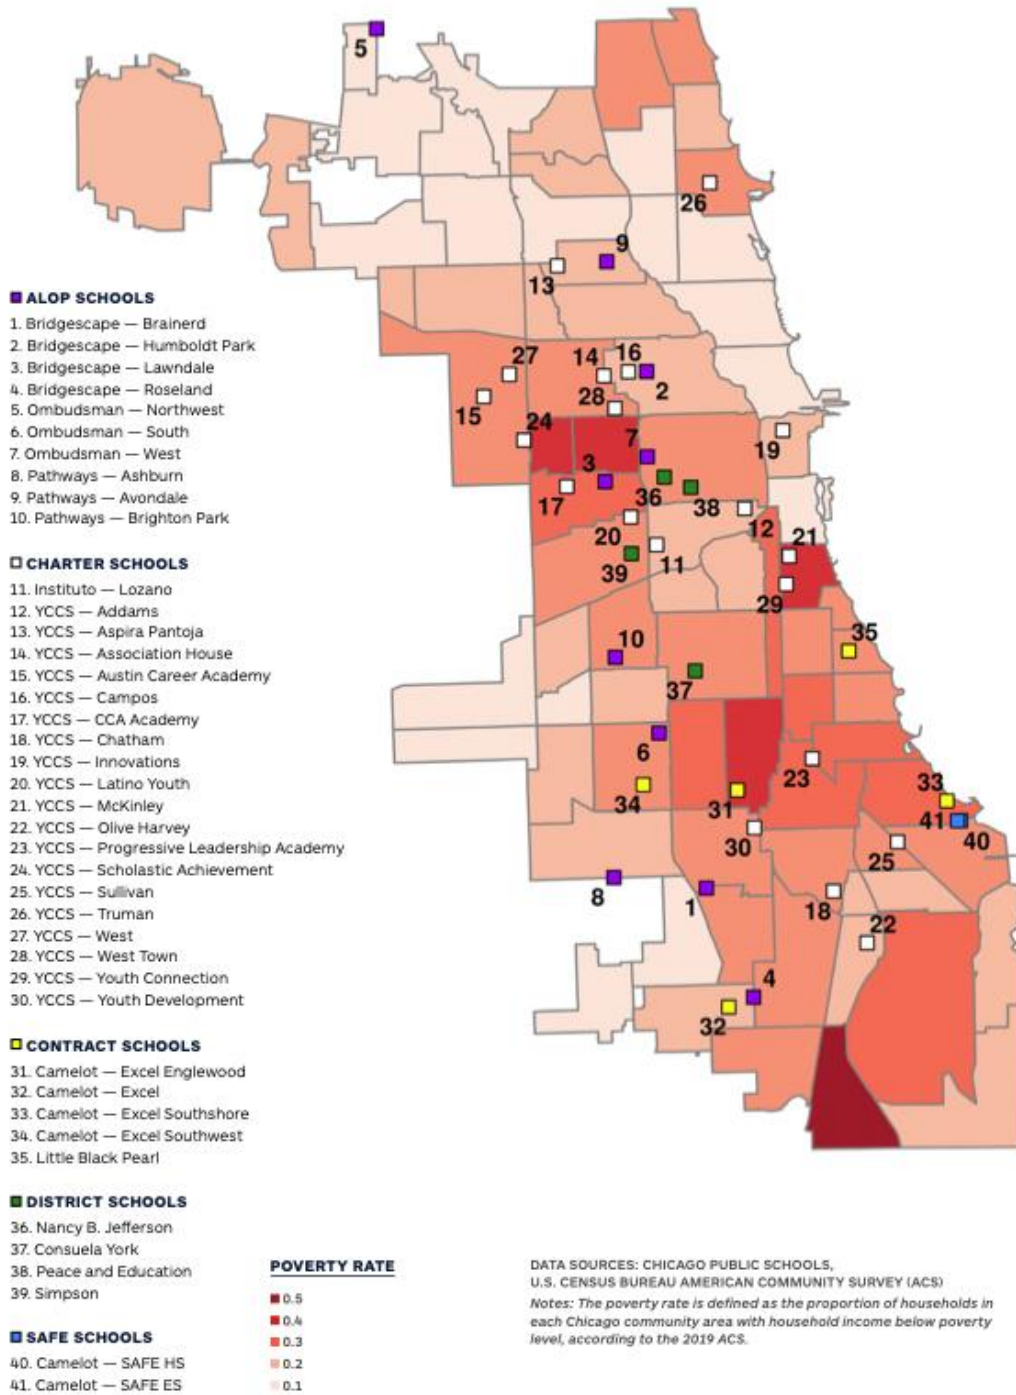 5
26
9
13
ALOP SCHOOLS
1. Bridgescape — Brainerd
2. Bridgescape — Humboldt Park
3. Bridgescape — Lawndale
4. Bridgescape — Roseland
5. Ombudsman — Northwest
6. Ombudsman — South
7. Ombudsman — West
8. Pathways — Ashburn
9. Pathways — Avondale
10. Pathways — Brighton Park
CHARTER SCHOOLS
11. Instituto — Lozano
12. YCCS — Addams
13. YCCS — Aspira Pantoja
14. YCCS — Association House
15. YCCS — Austin Career Academy
16. YCCS — Campos
17. YCCS — CCA Academy
18. YCCS — Chatham
19. YCCS — Innovations
20. YCCS — Latino Youth
21. YCCS — McKinley
22. YCCS — Olive Harvey
23. YCCS — Progressive Leadership Academy
24. YCCS — Scholastic Achievement
25. YCCS — Sullivan
26. YCCS — Truman
27. YCCS — West
28. YCCS — West Town
29. YCCS — Youth Connection
30. YCCS — Youth Development
CONTRACT SCHOOLS
31. Camelot — Excel Englewood
32. Camelot — Excel
33. Camelot — Excel Southshore
34. Camelot — Excel Southwest
35. Little Black Pearl
DISTRICT SCHOOLS
36. Nancy B. Jefferson
37. Consuela York
38. Peace and Education
39. Simpson
SAFE SCHOOLS
40. Camelot — SAFE HS
41. Camelot — SAFE ES
27
14
16
2
15
28
24
7
19
3
17
36
38
12
20
21
11
39
29
35
10
37
6
23
34
31
33
41
40
30
25
8
1
18
22
4
32
POVERTY RATE
0.5
0.4
0.3
0.2
0.1
DATA SOURCES: CHICAGO PUBLIC SCHOOLS,
U.S. CENSUS BUREAU AMERICAN COMMUNITY SURVEY (ACS)
Notes: The poverty rate is defined as the proportion of households in
each Chicago community area with household income below poverty
level, according to the 2019 ACS.